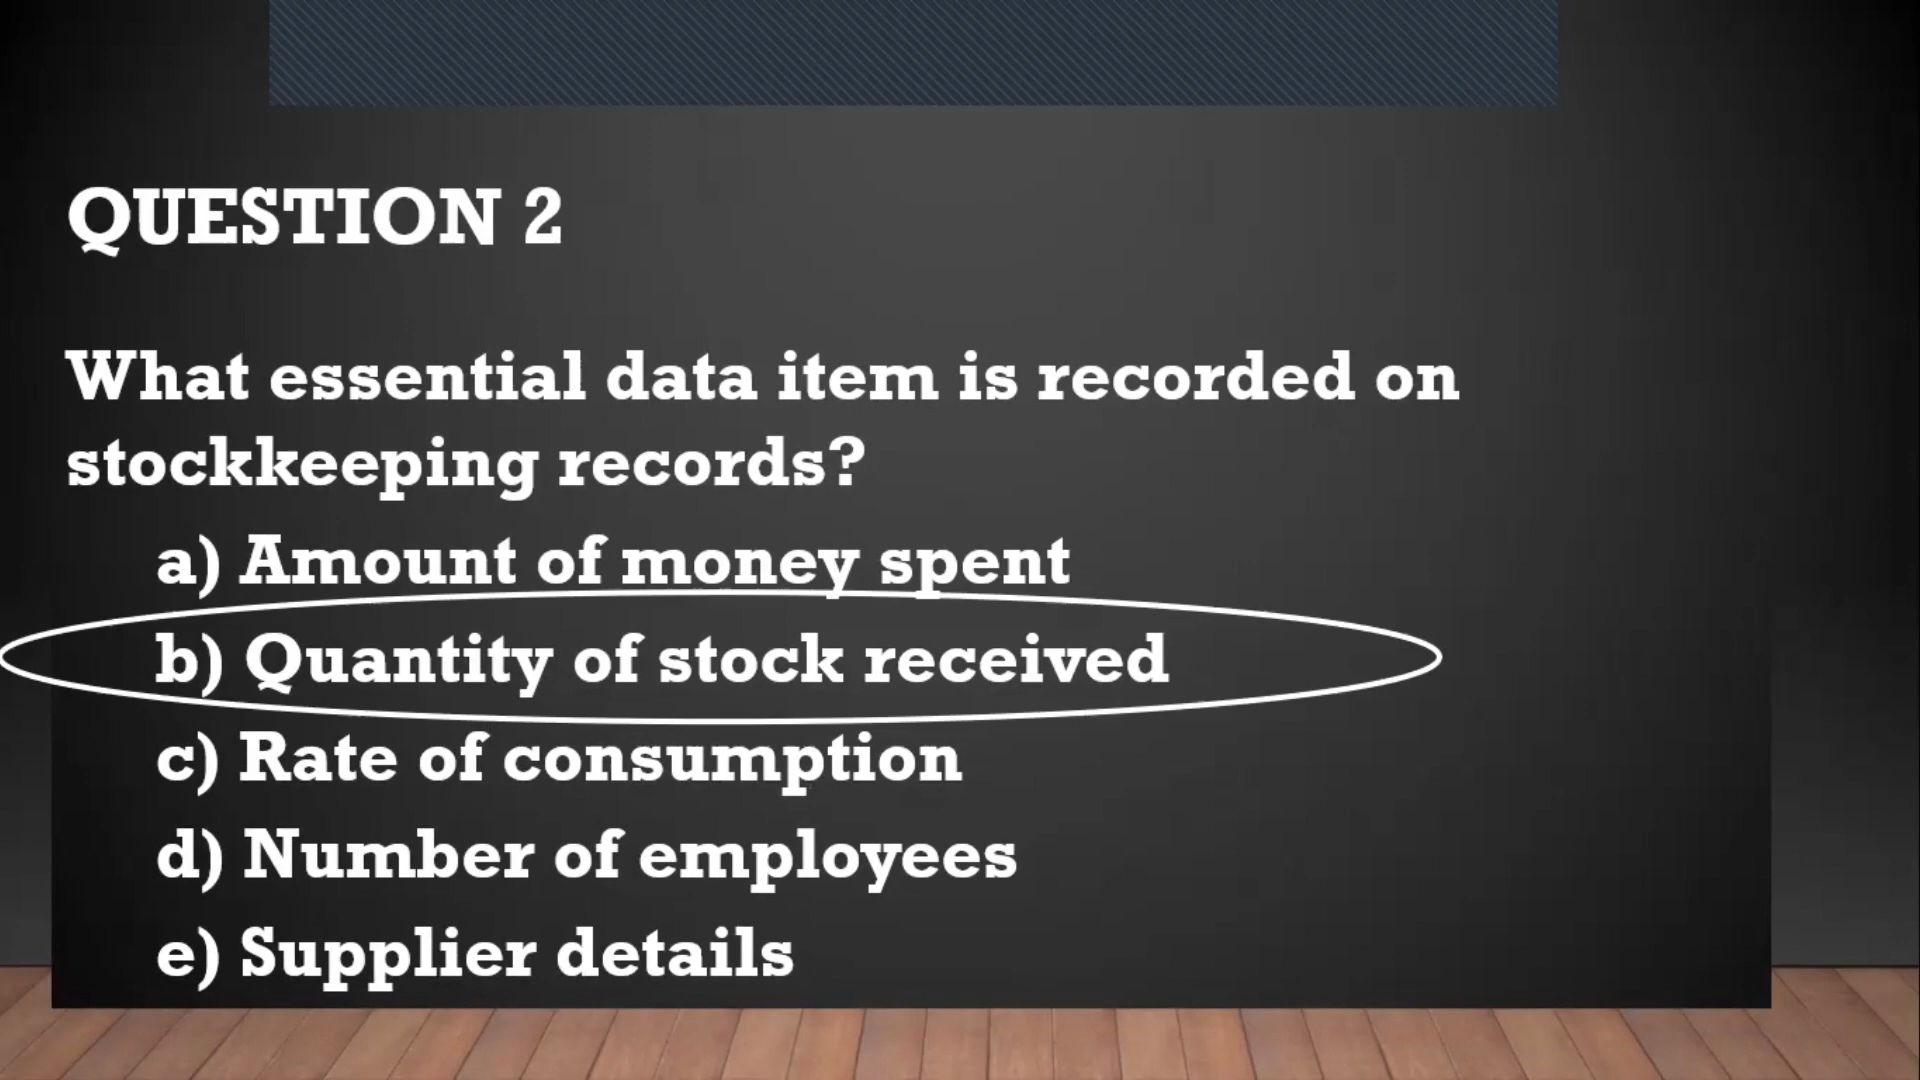 QUESTION 2
What essential data item is recorded on
stockkeeping records?
a) Amount of money spent
b) Quantity of stock received
c) Rate of consumption
d) Number of employees
e) Supplier details